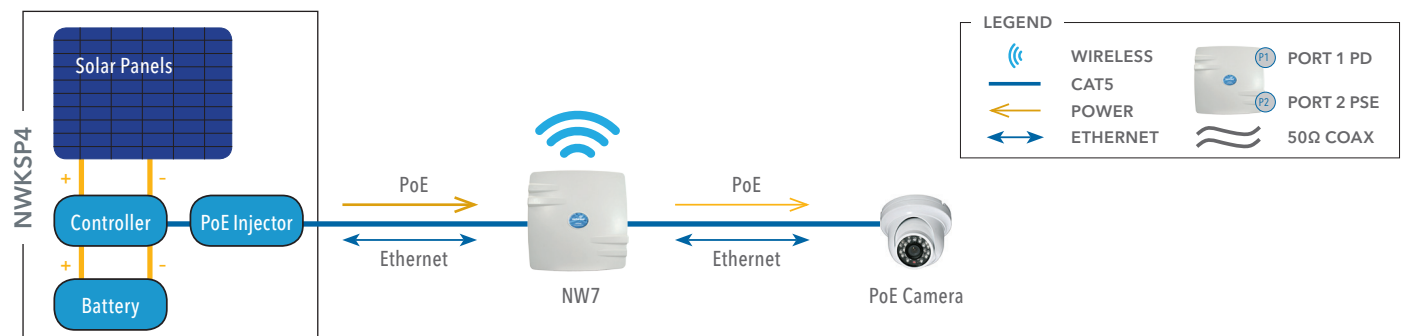 NWKSP4
Solar Panels
+ -
Controller
PoE Injector
+ -
Battery
PoE
Ethernet
NW7
PoE
Ethernet
PoE Camera
LEGEND
WIRELESS
CAT5
POWER
ETHERNET
P1 PORT 1 PD
P2 PORT 2 PSE
50Ω COAX